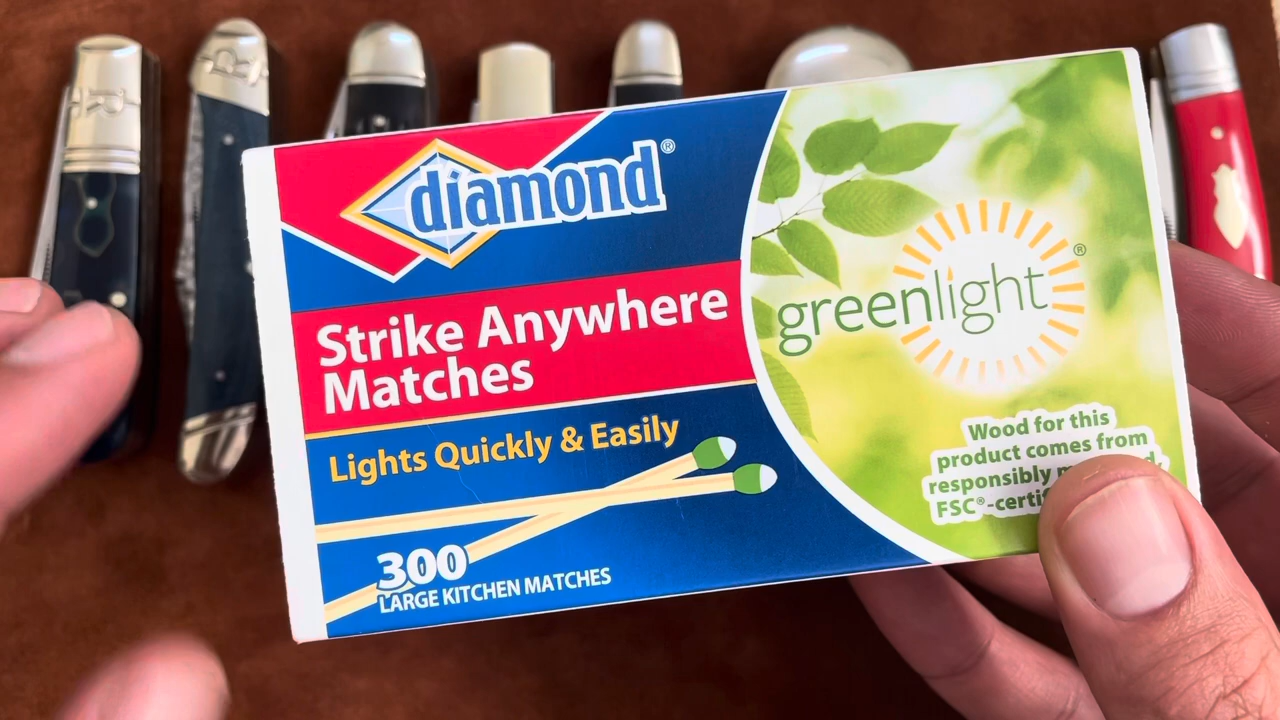 diamond®
Strike Anywhere
Matches
Lights Quickly & Easily
300
LARGE KITCHEN MATCHES
greenlight®
Wood for this
product comes from
responsibly
FSC®-certi